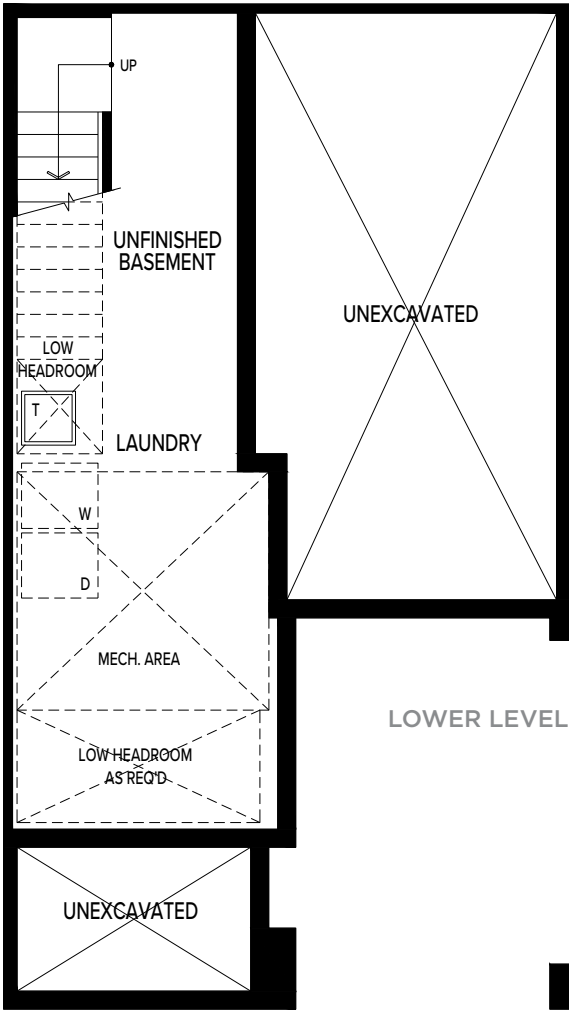 UP
UNFINISHED
BASEMENT
UNEXCAVATED
LOW
HEADROOM
T
LAUNDRY
W
D
MECH. AREA
LOWER LEVEL
LOW HEADROOM
AS REQ'D
UNEXCAVATED